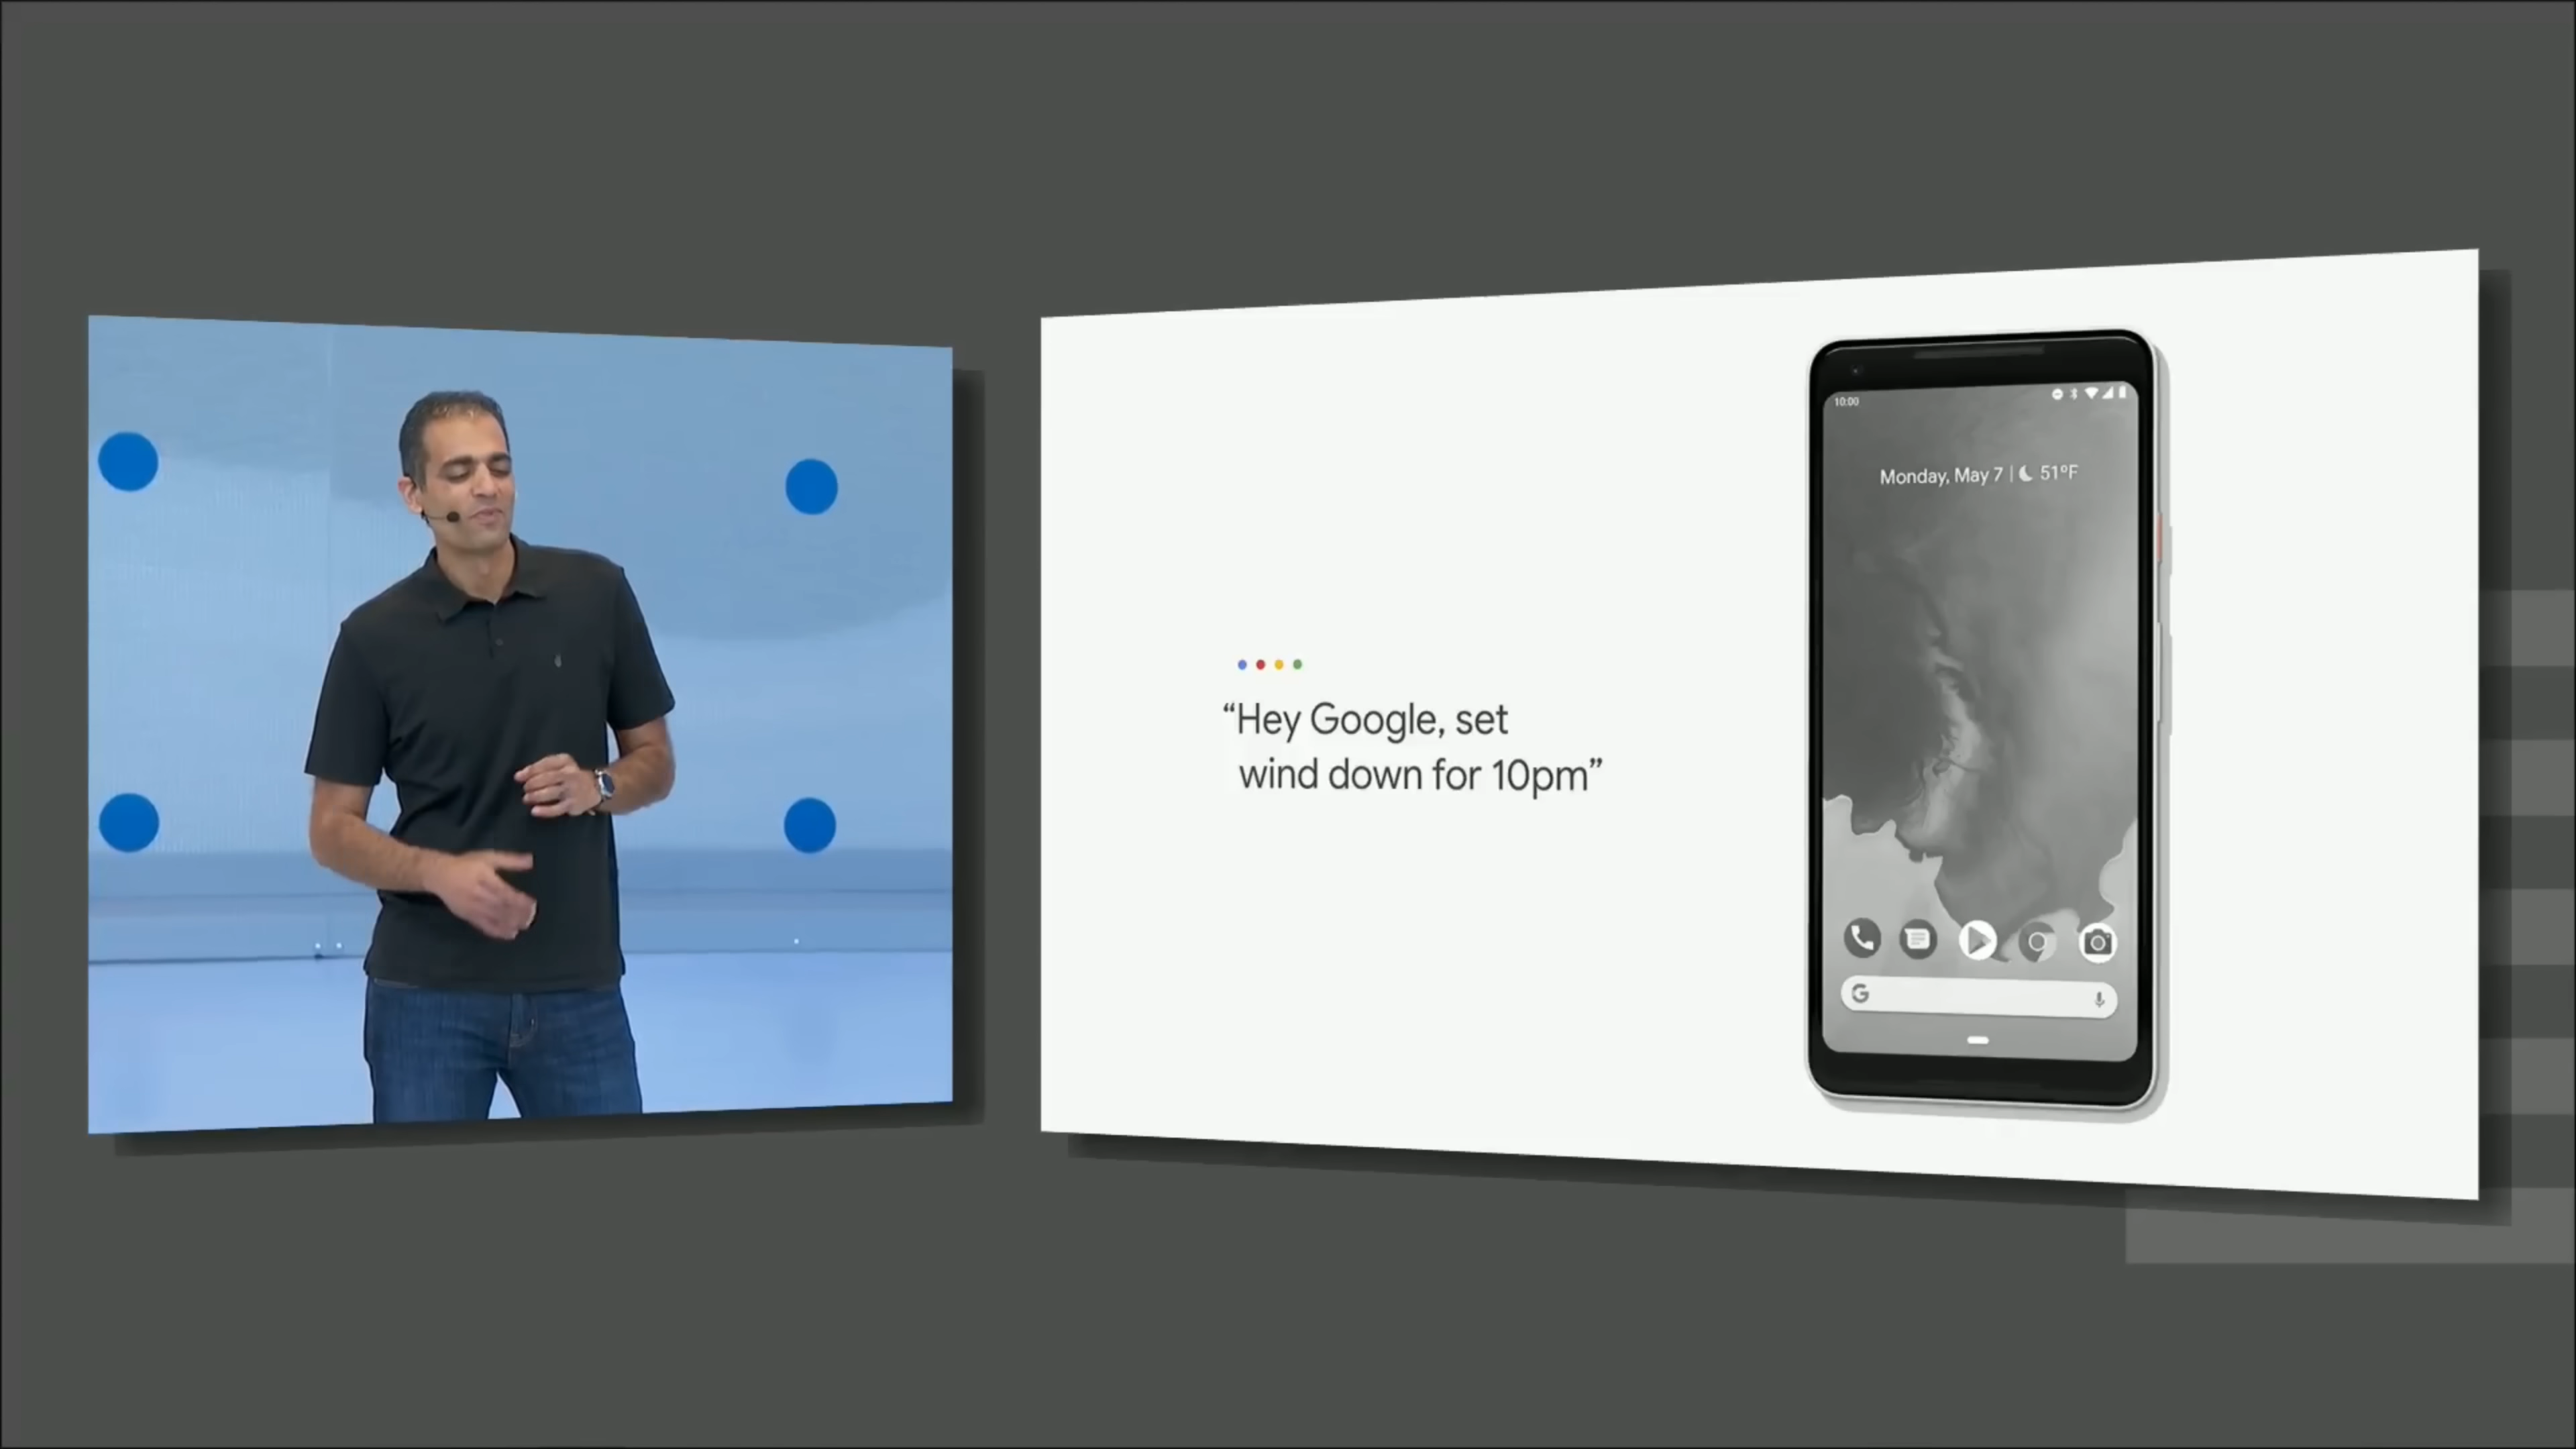 10:00
Monday, May 7 | 51°F
“Hey Google, set
wind down for 10pm”
G